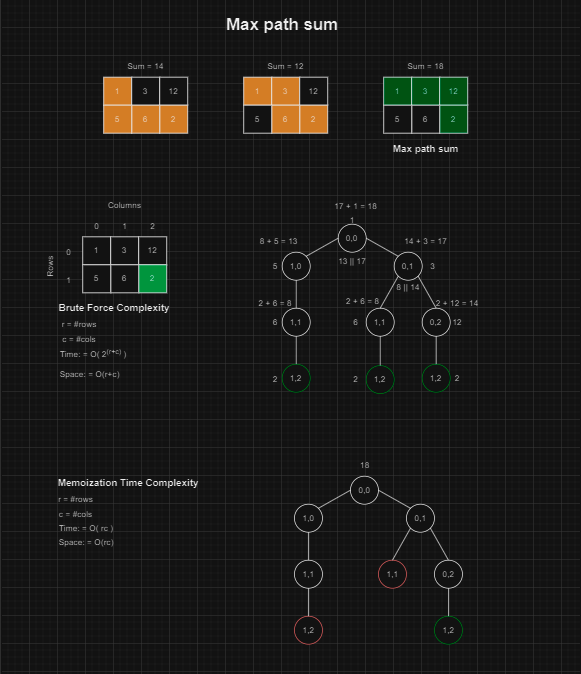 Max path sum
Sum = 14
Sum = 12
Sum = 18
1 3 12
5 6 2
1 3 12
5 6 2
1 3 12
5 6 2
Max path sum
Columns
0 1 2
Rows
0 1 3 12
1 5 6 2
Brute Force Complexity
r = #rows
c = #cols
Time: = O( 2^(r+c) )
Space: = O(r+c)
17 + 1 = 18
1
0,0
8 + 5 = 13
14 + 3 = 17
13 || 17
5 1,0
0,1 3
8 || 14
2 + 6 = 8
2 + 6 = 8
2 + 12 = 14
6 1,1
6 1,1
0,2 12
2 1,2
2 1,2
1,2 2
Memoization Time Complexity
r = #rows
c = #cols
Time: = O( rc )
Space: = O(rc)
18
0,0
1,0
0,1
1,1
1,1
0,2
1,2
1,2